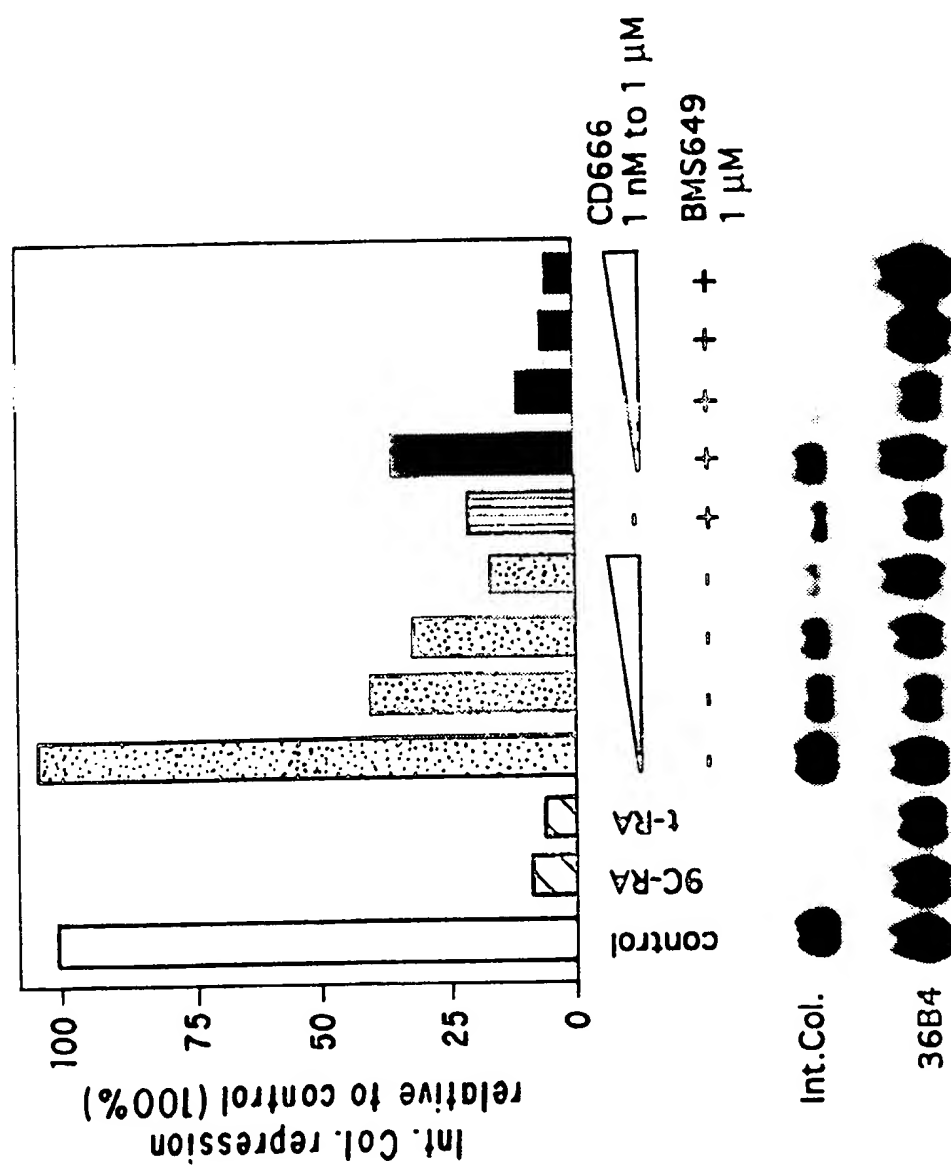 Int. Col. repression
relative to control (100%)
100
75
50
25
0
control
9C-RA
t-RA
CD666
1 nM to 1 µM
- - - - + + + + +
BMS649
1 µM
Int.Col.
36B4